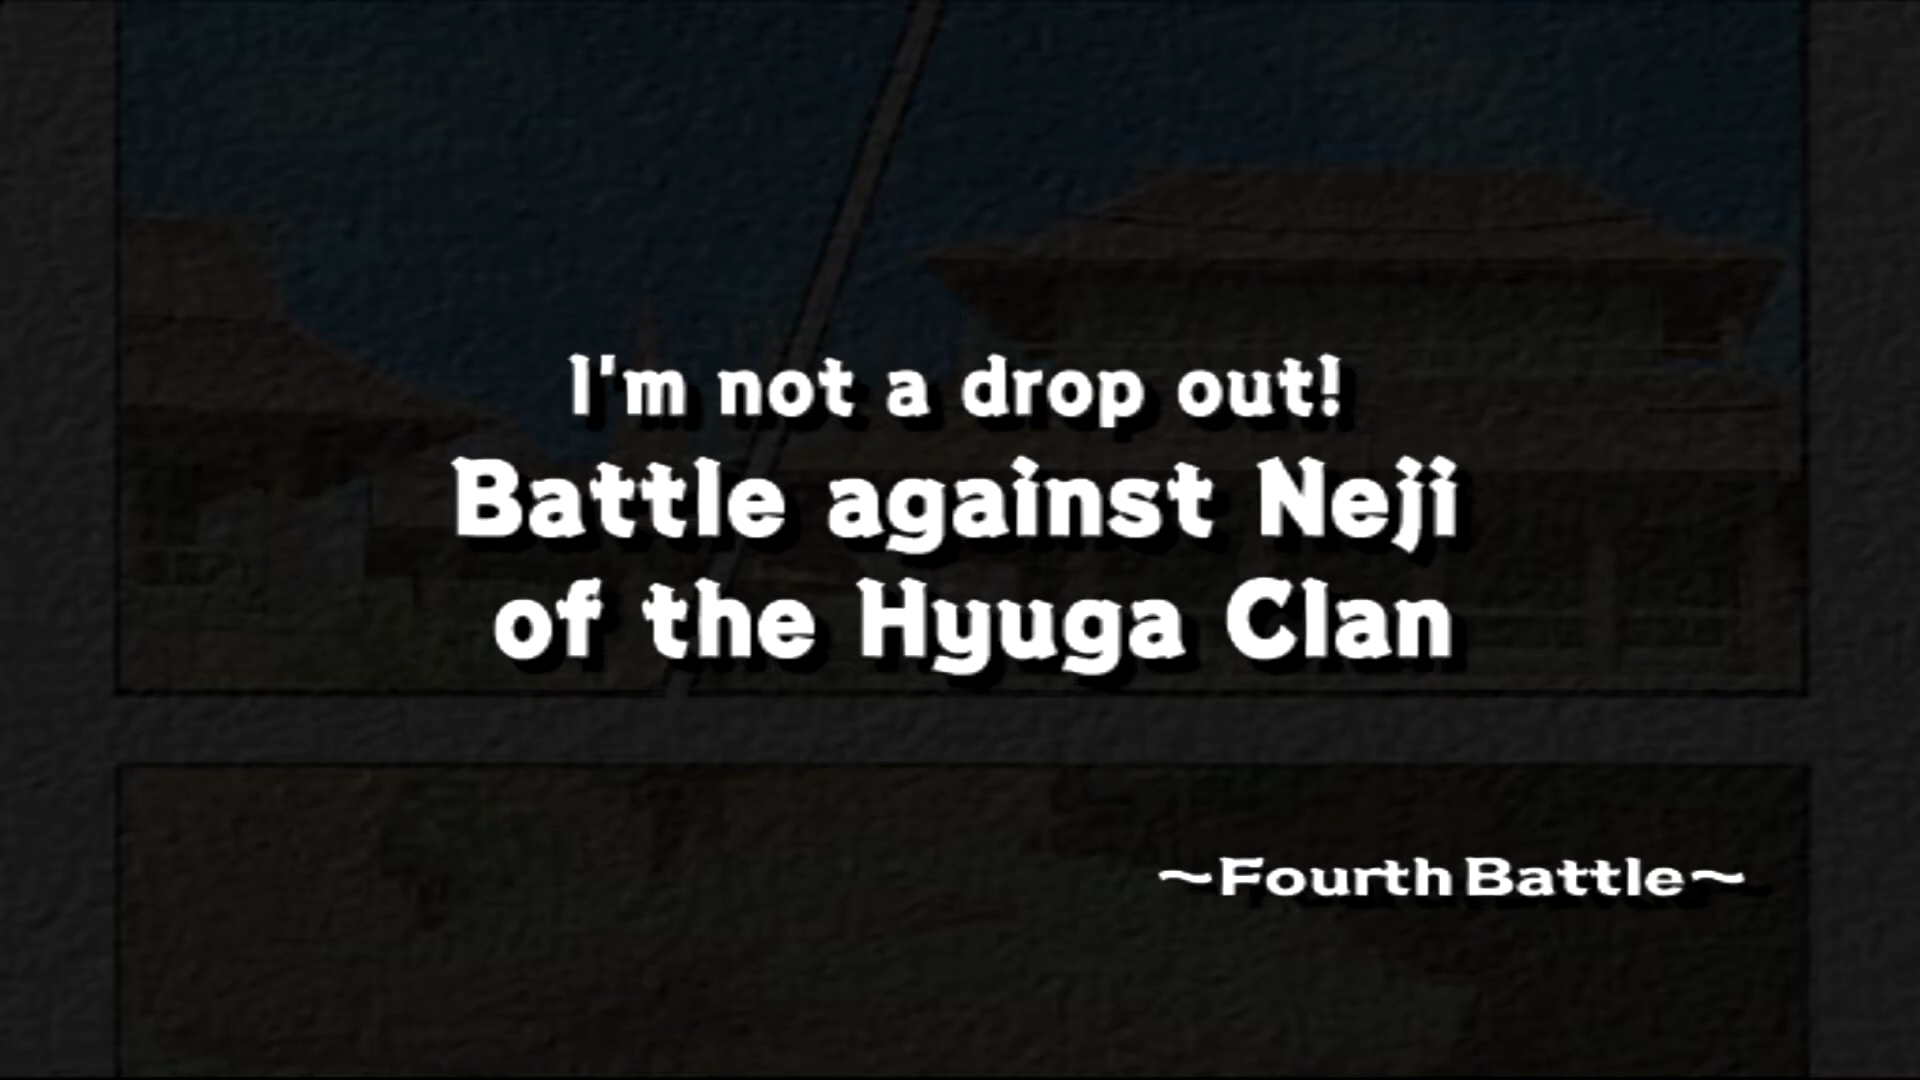 I'm not a drop out!
Battle against Neji
of the Hyuga Clan
~Fourth Battle~